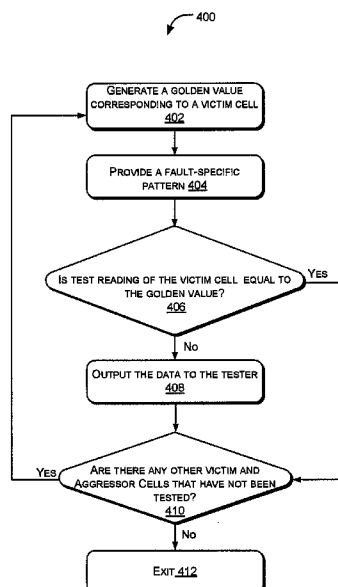 400
GENERATE A GOLDEN VALUE
CORRESPONDING TO A VICTIM CELL
402
PROVIDE A FAULT-SPECIFIC
PATTERN 404
IS TEST READING OF THE VICTIM CELL EQUAL TO
THE GOLDEN VALUE?
406
YES
NO
OUTPUT THE DATA TO THE TESTER
408
YES
ARE THERE ANY OTHER VICTIM AND
AGGRESSOR CELLS THAT HAVE NOT BEEN
TESTED?
410
NO
EXIT 412